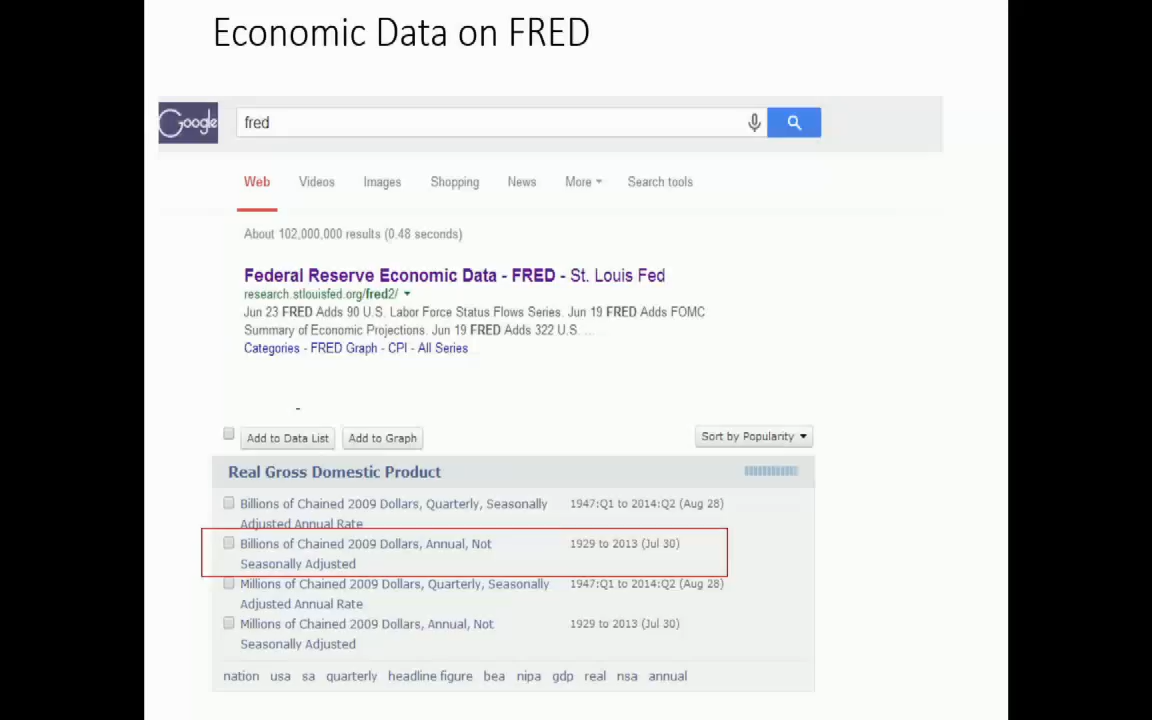 Economic Data on FRED
Google
fred
Web Videos Images Shopping News More Search tools
About 102,000,000 results (0.48 seconds)
Federal Reserve Economic Data - FRED - St. Louis Fed
research.stlouisfed.org/fred2/
Jun 23 FRED Adds 90 U.S. Labor Force Status Flows Series. Jun 19 FRED Adds FOMC
Summary of Economic Projections. Jun 19 FRED Adds 322 U.S. ...
Categories - FRED Graph - CPI - All Series
-
Add to Data List Add to Graph Sort by Popularity
Real Gross Domestic Product
Billions of Chained 2009 Dollars, Quarterly, Seasonally 1947:Q1 to 2014:Q2 (Aug 28)
Adjusted Annual Rate
Billions of Chained 2009 Dollars, Annual, Not 1929 to 2013 (Jul 30)
Seasonally Adjusted
Millions of Chained 2009 Dollars, Quarterly, Seasonally 1947:Q1 to 2014:Q2 (Aug 28)
Adjusted Annual Rate
Millions of Chained 2009 Dollars, Annual, Not 1929 to 2013 (Jul 30)
Seasonally Adjusted
nation usa sa quarterly headline figure bea nipa gdp real nsa annual